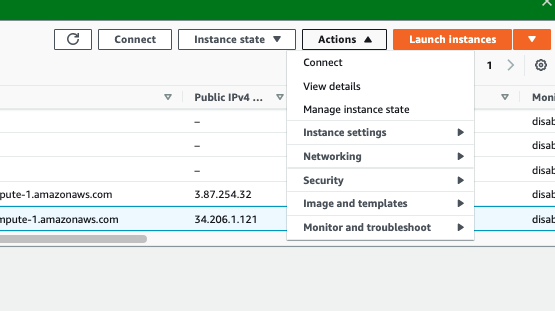 Connect
Instance state
Actions
Launch instances
1
Connect
View details
Manage instance state
Instance settings
Networking
Security
Image and templates
Monitor and troubleshoot
Public IPv4 ...
Moni
–
disab
–
disab
–
disab
pute-1.amazonaws.com
3.87.254.32
disab
mpute-1.amazonaws.com
34.206.1.121
disab